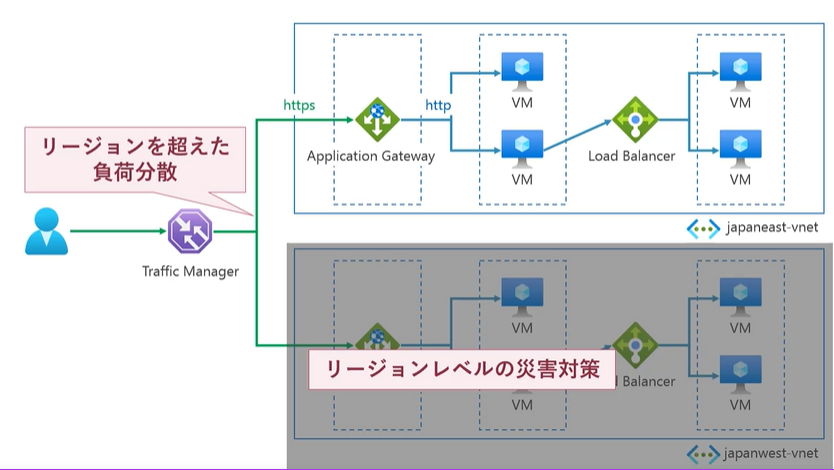 https
http
VM
VM
リージョンを超えた
負荷分散
Application Gateway
VM
Load Balancer
VM
japaneast-vnet
Traffic Manager
VM
VM
リージョンレベルの災害対策
Balancer
VM
VM
japanwest-vnet